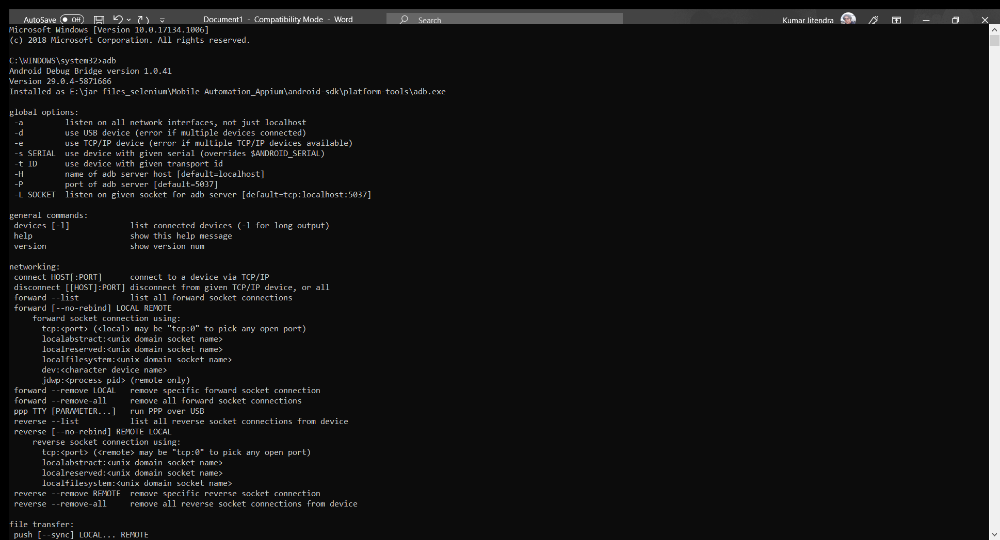 AutoSave Off Document1 - Compatibility Mode - Word Search Kumar Jitendra
Microsoft Windows [Version 10.0.17134.1006]
(c) 2018 Microsoft Corporation. All rights reserved.

C:\WINDOWS\system32>adb
Android Debug Bridge version 1.0.41
Version 29.0.4-5871666
Installed as E:\jar files_selenium\Mobile Automation_Appium\android-sdk\platform-tools\adb.exe

global options:
 -a         listen on all network interfaces, not just localhost
 -d         use USB device (error if multiple devices connected)
 -e         use TCP/IP device (error if multiple TCP/IP devices available)
 -s SERIAL  use device with given serial (overrides $ANDROID_SERIAL)
 -t ID      use device with given transport id
 -H         name of adb server host [default=localhost]
 -P         port of adb server [default=5037]
 -L SOCKET  listen on given socket for adb server [default=tcp:localhost:5037]

general commands:
 devices [-l]             list connected devices (-l for long output)
 help                     show this help message
 version                  show version num

networking:
 connect HOST[:PORT]      connect to a device via TCP/IP
 disconnect [[HOST]:PORT] disconnect from given TCP/IP device, or all
 forward --list           list all forward socket connections
 forward [--no-rebind] LOCAL REMOTE
     forward socket connection using:
       tcp:<port> (<local> may be "tcp:0" to pick any open port)
       localabstract:<unix domain socket name>
       localreserved:<unix domain socket name>
       localfilesystem:<unix domain socket name>
       dev:<character device name>
       jdwp:<process pid> (remote only)
 forward --remove LOCAL   remove specific forward socket connection
 forward --remove-all     remove all forward socket connections
 ppp TTY [PARAMETER...]   run PPP over USB
 reverse --list           list all reverse socket connections from device
 reverse [--no-rebind] REMOTE LOCAL
     reverse socket connection using:
       tcp:<port> (<remote> may be "tcp:0" to pick any open port)
       localabstract:<unix domain socket name>
       localreserved:<unix domain socket name>
       localfilesystem:<unix domain socket name>
 reverse --remove REMOTE  remove specific reverse socket connection
 reverse --remove-all     remove all reverse socket connections from device

file transfer:
 push [--sync] LOCAL... REMOTE